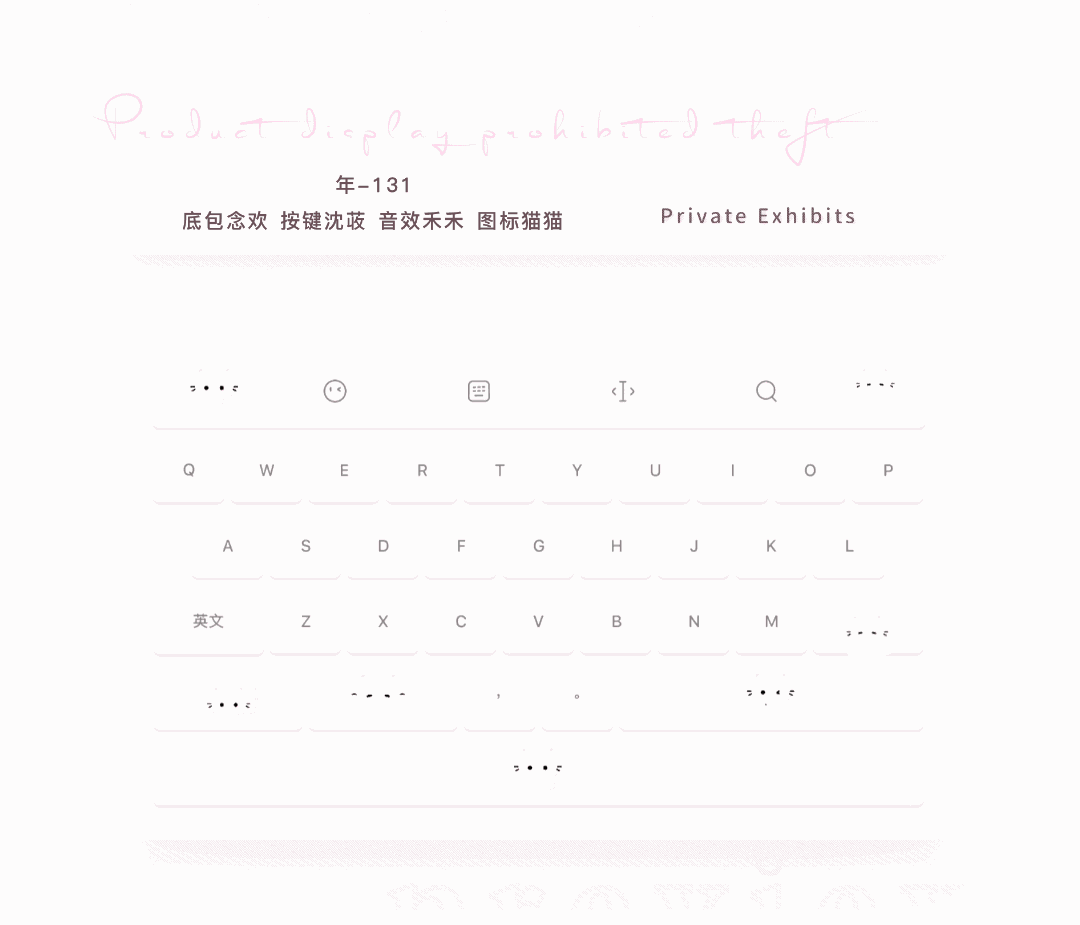 Product display prohibited theft
年–131
底包念欢 按键沈苃 音效禾禾 图标猫猫
Private Exhibits
Q W E R T Y U I O P
A S D F G H J K L
英文 Z X C V B N M
， 。